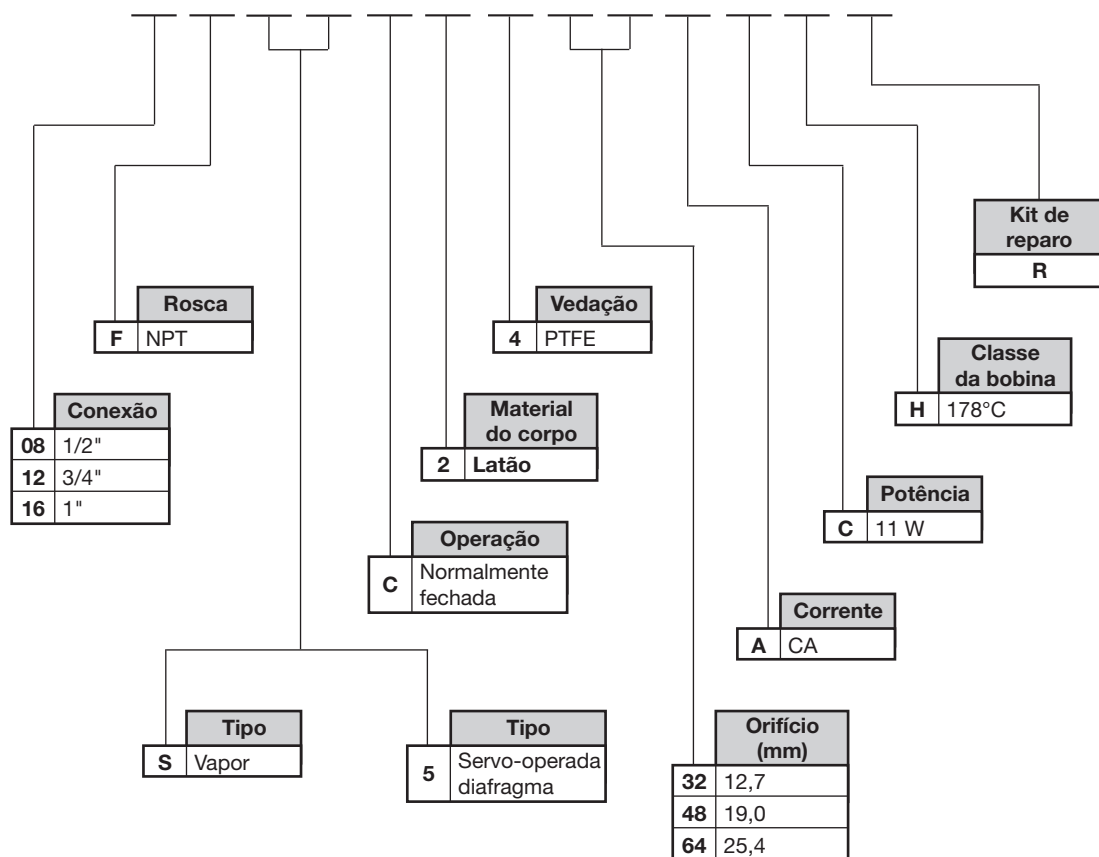 Kit de
reparo
R
Rosca
F NPT
Vedação
4 PTFE
Classe
da bobina
H 178°C
Conexão
08 1/2"
12 3/4"
16 1"
Material
do corpo
2 Latão
Potência
C 11 W
Operação
C Normalmente
fechada
Corrente
A CA
Tipo
S Vapor
Tipo
5 Servo-operada
diafragma
Orifício
(mm)
32 12,7
48 19,0
64 25,4